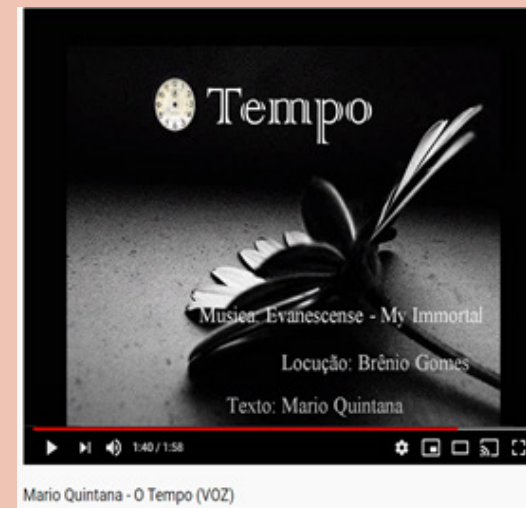 Tempo
Musica: Evanescense - My Immortal
Locução: Brênio Gomes
Texto: Mario Quintana
1:40 / 1:58
Mario Quintana - O Tempo (VOZ)